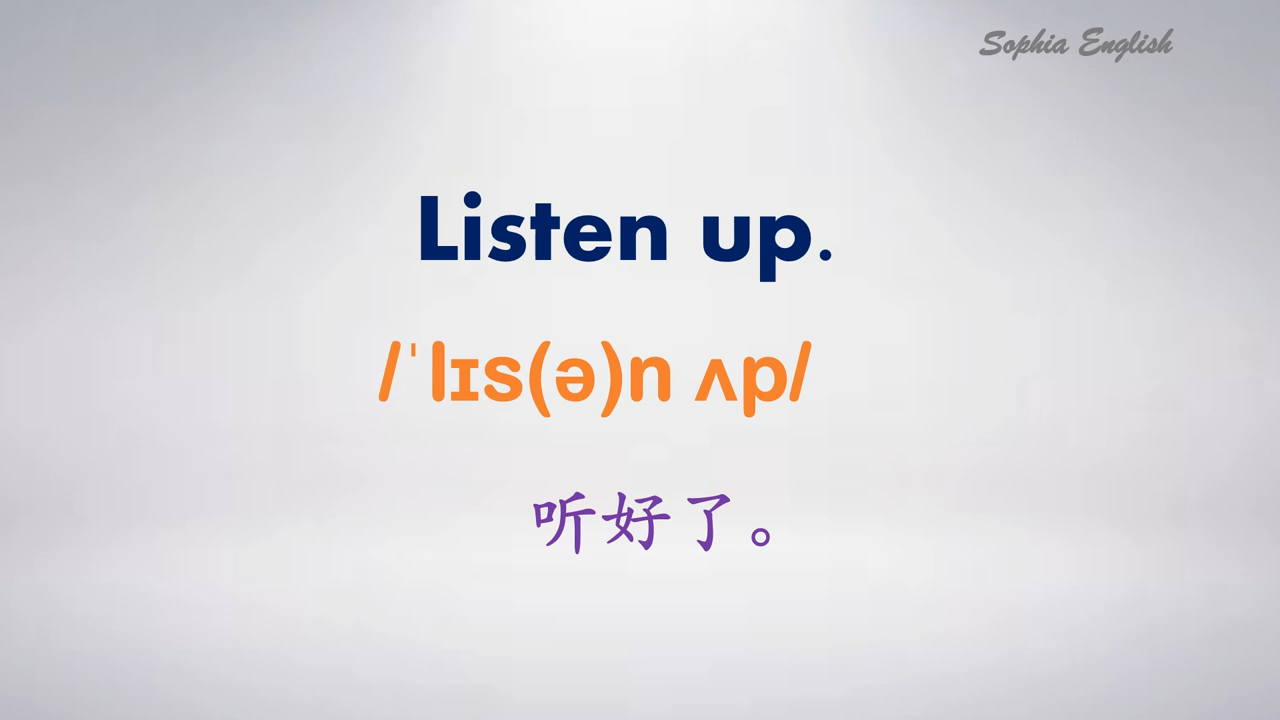 Sophia English
Listen up.
/ˈlɪs(ə)n ʌp/
听好了。